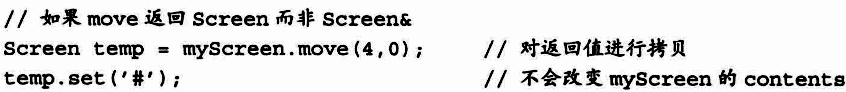 // 如果 move 返回 Screen 而非 Screen&
Screen temp = myScreen.move(4,0);      // 对返回值进行拷贝
temp.set('#');                         // 不会改变 myScreen 的 contents